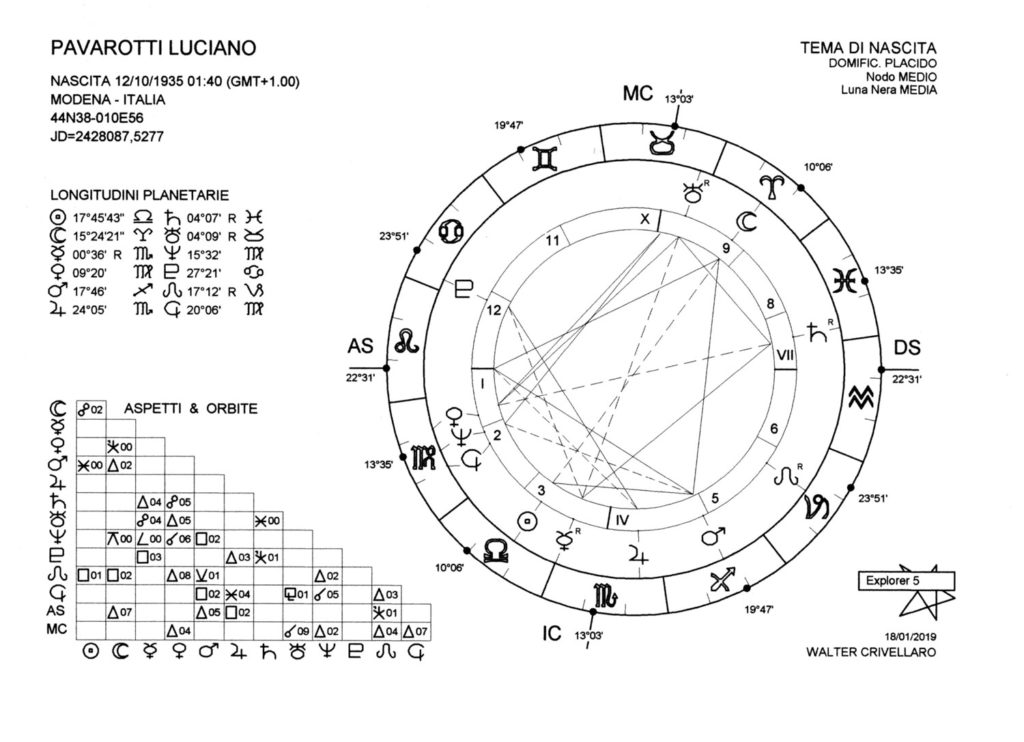 PAVAROTTI LUCIANO
NASCITA 12/10/1935 01:40 (GMT+1.00)
MODENA - ITALIA
44N38-010E56
JD=2428087,5277
TEMA DI NASCITA
DOMIFIC. PLACIDO
Nodo MEDIO
Luna Nera MEDIA
LONGITUDINI PLANETARIE
☉ 17°45'43" ♎ ♄ 04°07' R ♓
☾ 15°24'21" ♈ ♅ 04°09' R ♉
☿ 00°36' R ♏ ♆ 15°32' ♍
♀ 09°20' ♍ ♇ 27°21' ♋
♂ 17°46' ♐ ☊ 17°12' R ♑
♃ 24°05' ♏ ⚸ 20°06' ♍
MC 13°03'
19°47'
10°06'
23°51'
13°35'
AS 22°31'
DS 22°31'
13°35'
23°51'
10°06'
19°47'
IC 13°03'
X
11
9
12
8
I
VII
2
6
3
5
IV
R
R
R
R
ASPETTI & ORBITE
☾ ☍02
☿
♀ ⚹00
♂ ⚹00 △02
♃
♄ △04 ☍05
♅ ☍04 △05 ⚹00
♆ ⚻00 ∠00 ☌06 □02
♇ □03 △03 ⚹01
☊ □01 □02 △08 ⚺01 △02
⚸ □02 ⚹04 ⚼01 ☌05 △03
AS △07 △05 □02 ⚹01
MC △04 ☌09 △02 △04 △07
☉ ☾ ☿ ♀ ♂ ♃ ♄ ♅ ♆ ♇ ☊ ⚸
Explorer 5
18/01/2019
WALTER CRIVELLARO